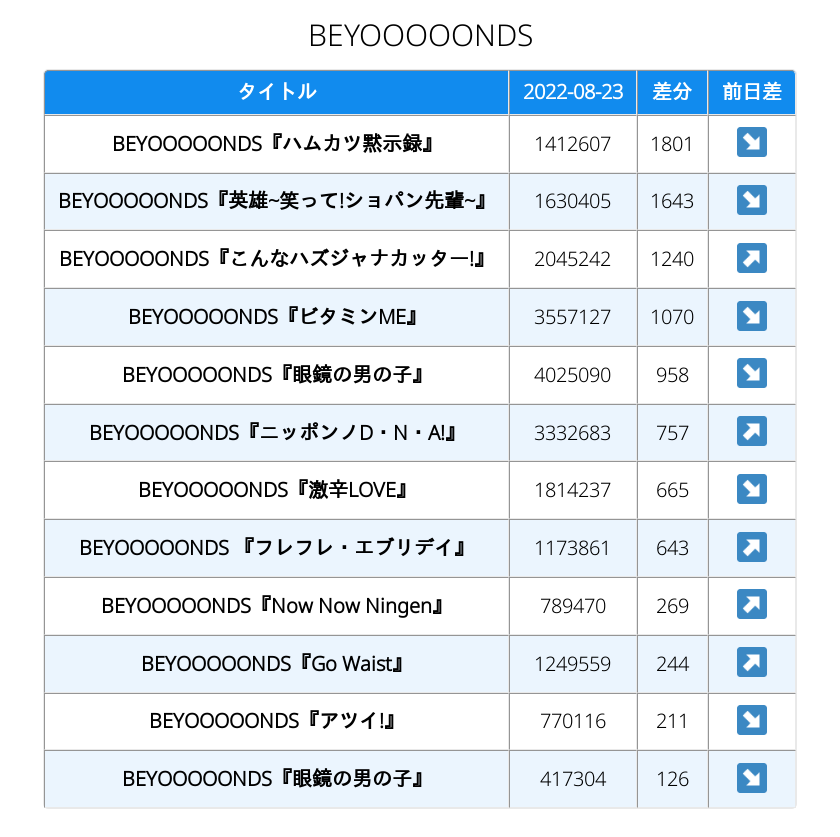 BEYOOOOONDS
タイトル 2022-08-23 差分 前日差
BEYOOOOONDS『ハムカツ黙示録』 1412607 1801 ↘
BEYOOOOONDS『英雄~笑って!ショパン先輩~』 1630405 1643 ↘
BEYOOOOONDS『こんなハズジャナカッター!』 2045242 1240 ↗
BEYOOOOONDS『ビタミンME』 3557127 1070 ↘
BEYOOOOONDS『眼鏡の男の子』 4025090 958 ↘
BEYOOOOONDS『ニッポンノD・N・A!』 3332683 757 ↗
BEYOOOOONDS『激辛LOVE』 1814237 665 ↘
BEYOOOOONDS 『フレフレ・エブリデイ』 1173861 643 ↗
BEYOOOOONDS『Now Now Ningen』 789470 269 ↗
BEYOOOOONDS『Go Waist』 1249559 244 ↗
BEYOOOOONDS『アツイ!』 770116 211 ↘
BEYOOOOONDS『眼鏡の男の子』 417304 126 ↘